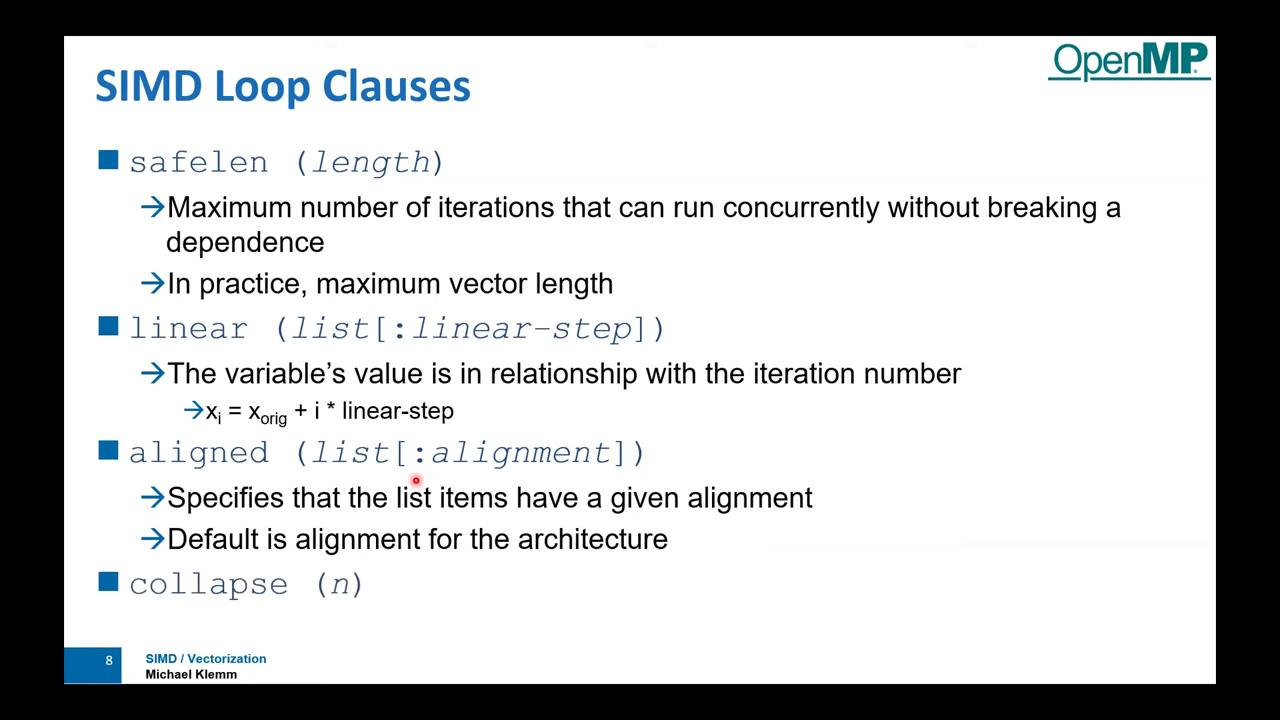 OpenMP
SIMD Loop Clauses
safelen (length)
→Maximum number of iterations that can run concurrently without breaking a
dependence
→In practice, maximum vector length
linear (list[:linear-step])
→The variable's value is in relationship with the iteration number
→xi = xorig + i * linear-step
aligned (list[:alignment])
→Specifies that the list items have a given alignment
→Default is alignment for the architecture
collapse (n)
8
SIMD / Vectorization
Michael Klemm